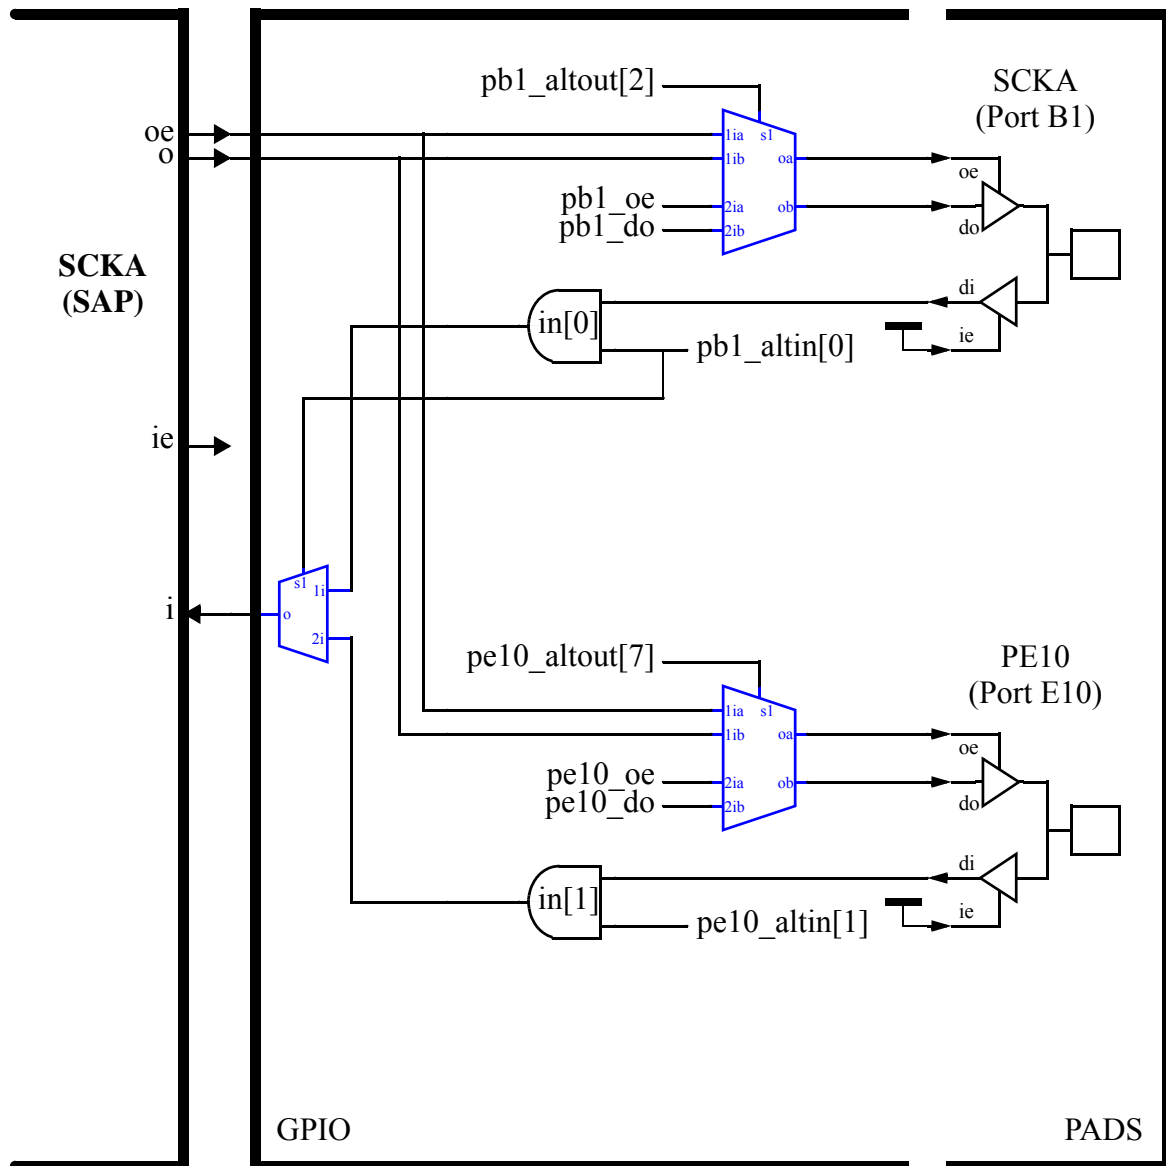 pb1_altout[2]
SCKA
(Port B1)
oe
o
1ia
s1
1ib
oa
oe
pb1_oe
2ia
ob
pb1_do
2ib
do
SCKA
(SAP)
di
in[0]
pb1_altin[0]
ie
ie
s1
1i
i
o
2i
pe10_altout[7]
PE10
(Port E10)
1ia
s1
1ib
oa
oe
pe10_oe
2ia
ob
pe10_do
2ib
do
di
in[1]
pe10_altin[1]
ie
GPIO
PADS